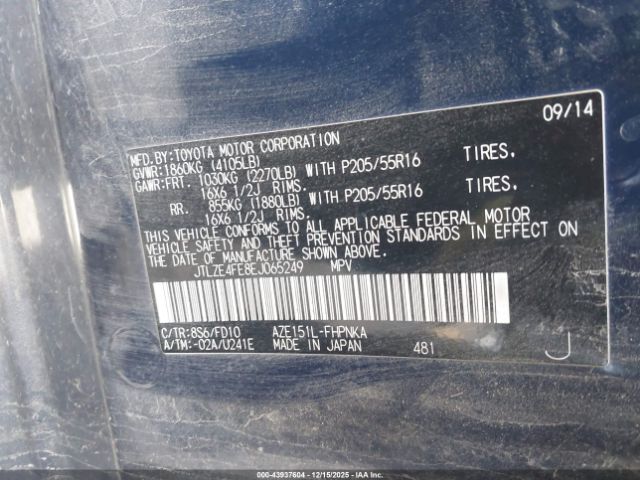 09/14
MFD.BY:TOYOTA MOTOR CORPORATION
GVWR:1860KG (4105LB)
GAWR:FRT. 1030KG (2270LB) WITH P205/55R16 TIRES.
16X6 1/2J RIMS.
RR. 855KG (1880LB) WITH P205/55R16 TIRES.
16X6 1/2J RIMS.
THIS VEHICLE CONFORMS TO ALL APPLICABLE FEDERAL MOTOR
VEHICLE SAFETY AND THEFT PREVENTION STANDARDS IN EFFECT ON
THE DATE OF MANUFACTURE SHOWN ABOVE.
JTLZE4FE8EJ065249 MPV
C/TR:8S6/FD10 AZE151L-FHPNKA
A/TM:-02A/U241E MADE IN JAPAN 481 J
000-43937604 | 12/15/2025 | IAA